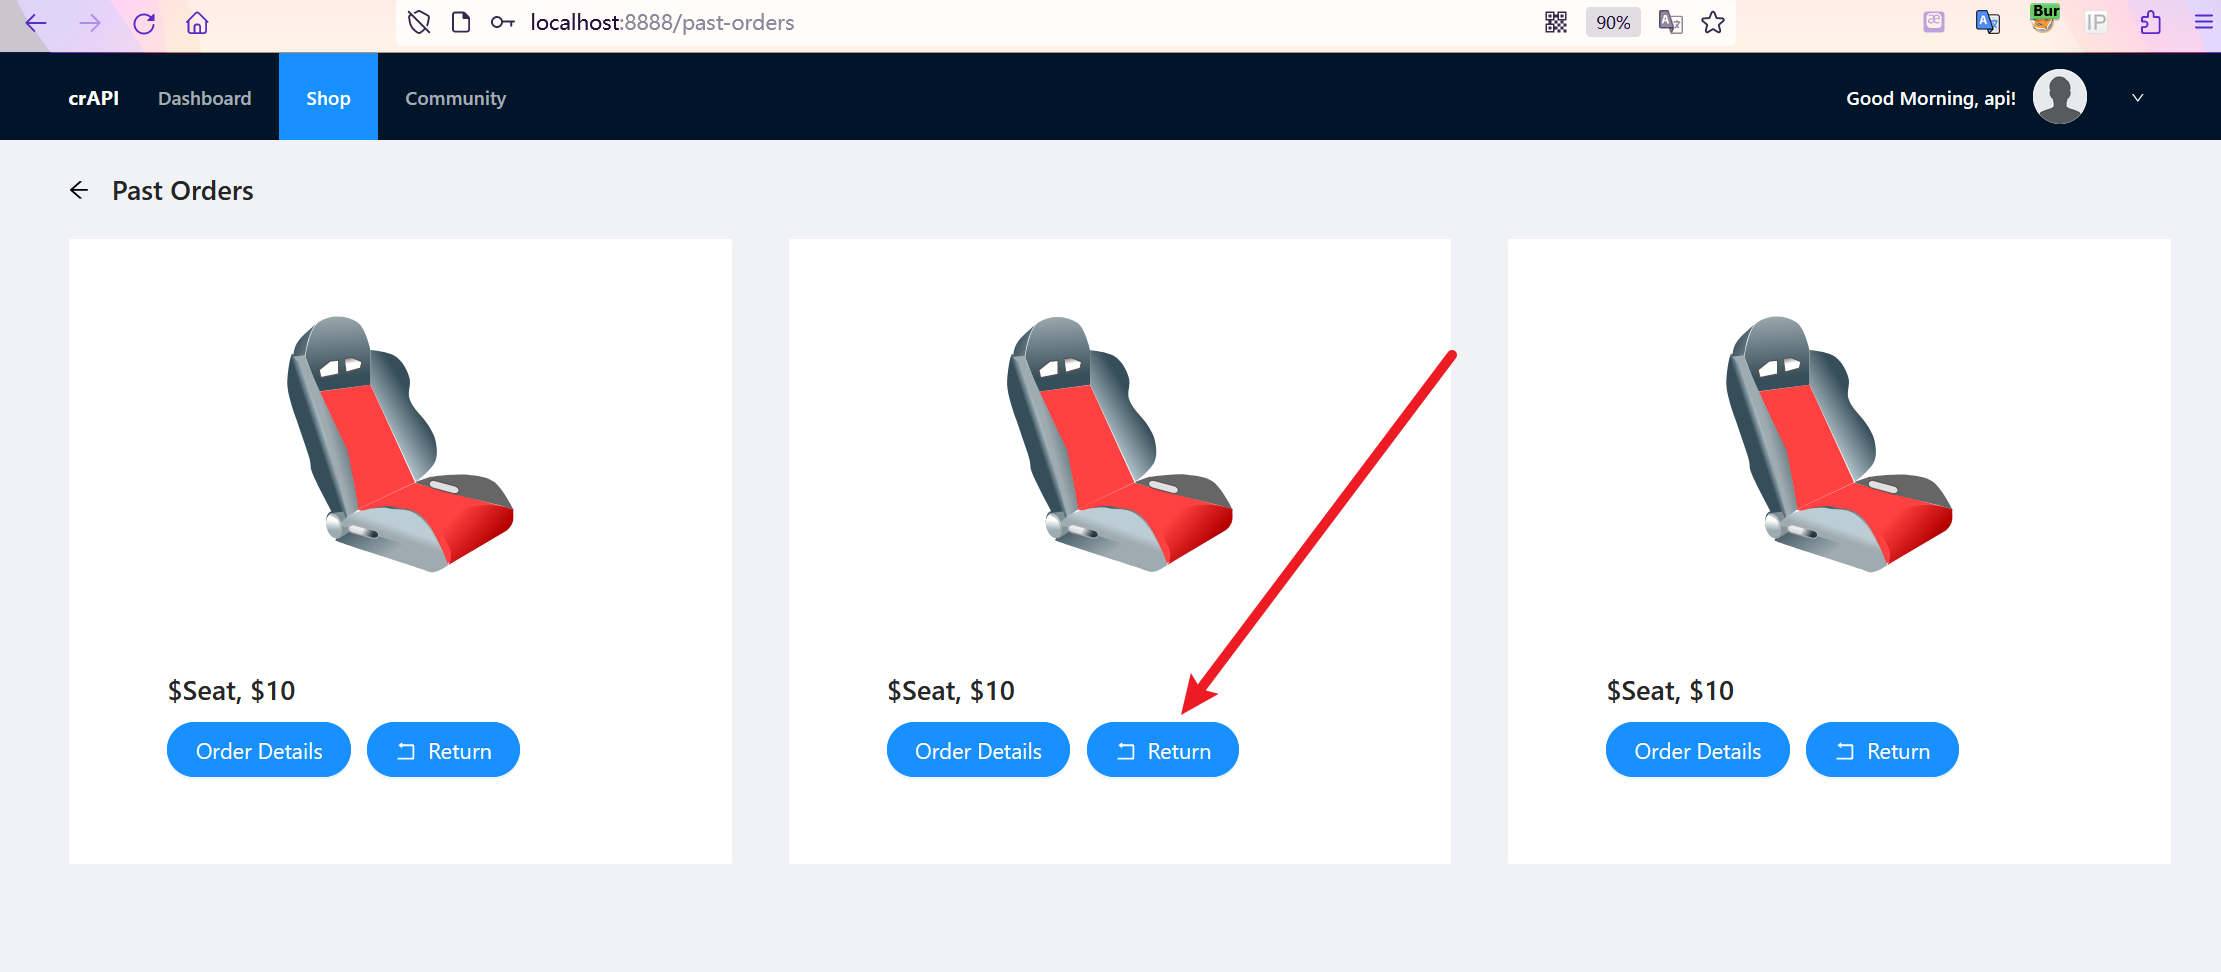 localhost:8888/past-orders
90%
Bur
IP
crAPI
Dashboard
Shop
Community
Good Morning, api!
Past Orders
$Seat, $10
Order Details
Return
$Seat, $10
Order Details
Return
$Seat, $10
Order Details
Return